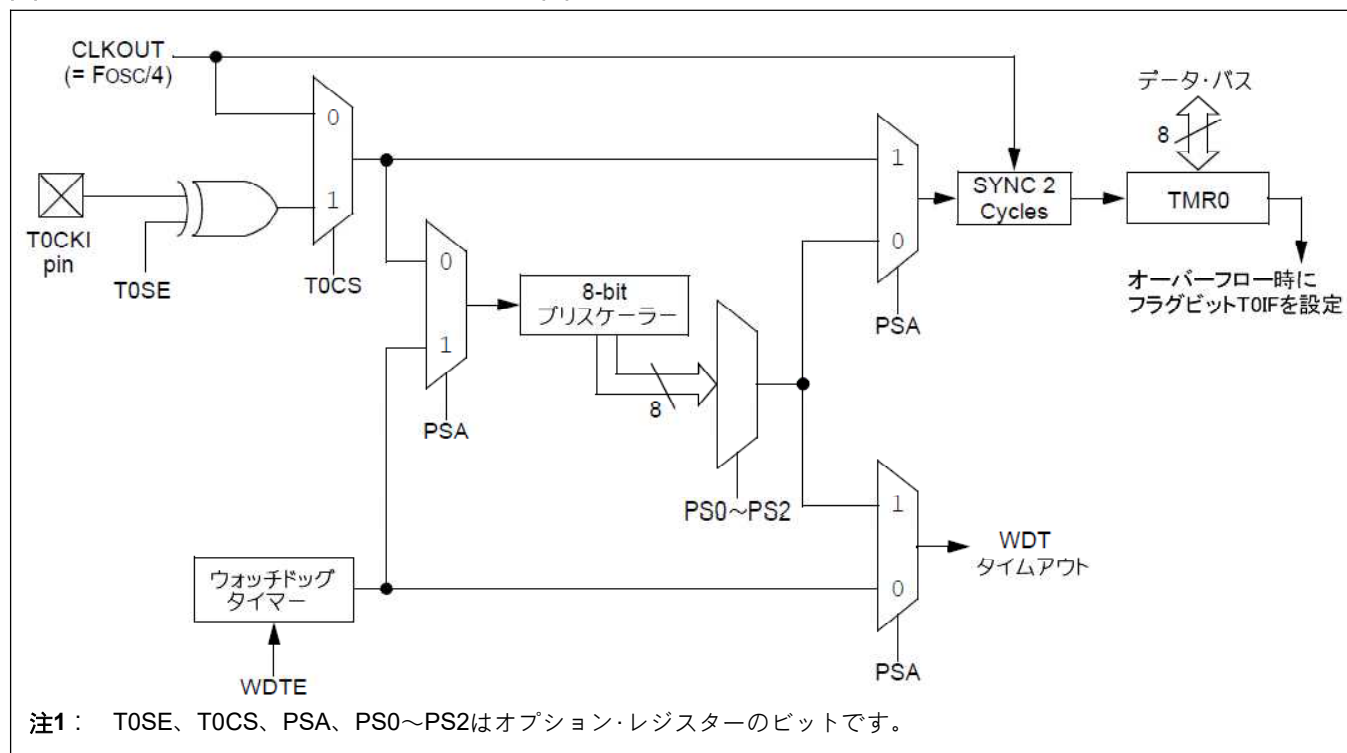 CLKOUT
(= FOSC/4)
データ・バス
0
8
1
T0CKI
pin
T0SE
T0CS
0
1
PSA
8-bit
プリスケーラー
8
PS0～PS2
1
0
PSA
SYNC 2
Cycles
TMR0
オーバーフロー時に
フラグビットT0IFを設定
ウォッチドッグ
タイマー
WDTE
1
0
PSA
WDT
タイムアウト
注1： T0SE、T0CS、PSA、PS0～PS2はオプション・レジスターのビットです。